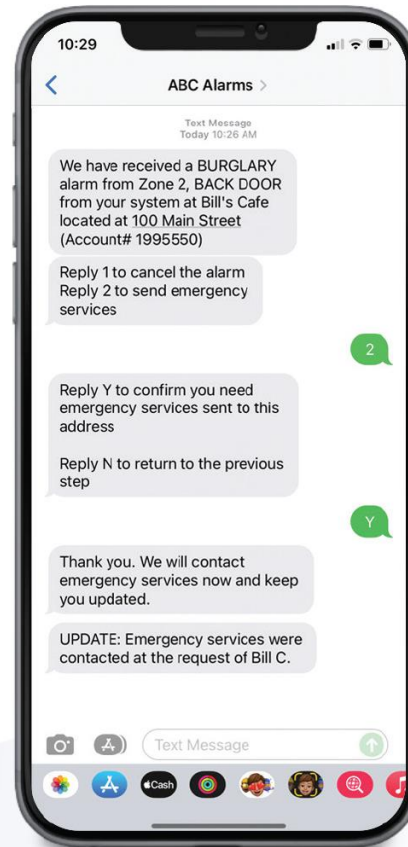 10:29
ABC Alarms >
Text Message
Today 10:26 AM
We have received a BURGLARY
alarm from Zone 2, BACK DOOR
from your system at Bill's Cafe
located at 100 Main Street
(Account# 1995550)
Reply 1 to cancel the alarm
Reply 2 to send emergency
services
2
Reply Y to confirm you need
emergency services sent to this
address
Reply N to return to the previous
step
Y
Thank you. We will contact
emergency services now and keep
you updated.
UPDATE: Emergency services were
contacted at the request of Bill C.
Text Message
Cash